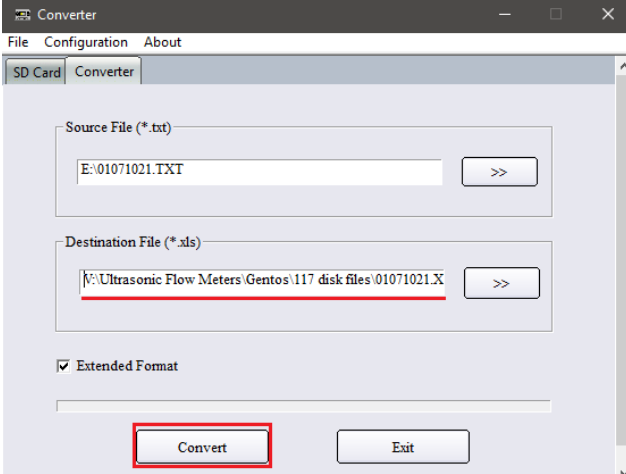 Converter
File Configuration About
SD Card Converter
Source File (*.txt)
E:\01071021.TXT
>>
Destination File (*.xls)
V:\Ultrasonic Flow Meters\Gentos\117 disk files\01071021.X
>>
Extended Format
Convert Exit